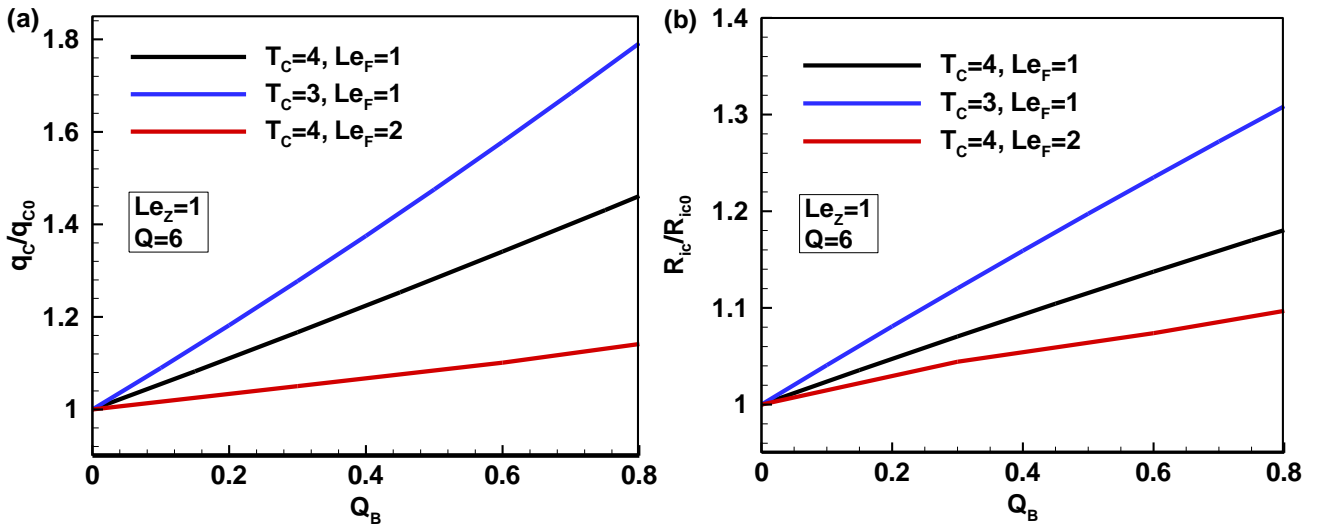 (a)
q_C/q_C0
1.8
1.6
1.4
1.2
1
T_C=4, Le_F=1
T_C=3, Le_F=1
T_C=4, Le_F=2
Le_Z=1
Q=6
0 0.2 0.4 0.6 0.8
Q_B
(b)
R_ic/R_ic0
1.4
1.3
1.2
1.1
1
T_C=4, Le_F=1
T_C=3, Le_F=1
T_C=4, Le_F=2
Le_Z=1
Q=6
0 0.2 0.4 0.6 0.8
Q_B